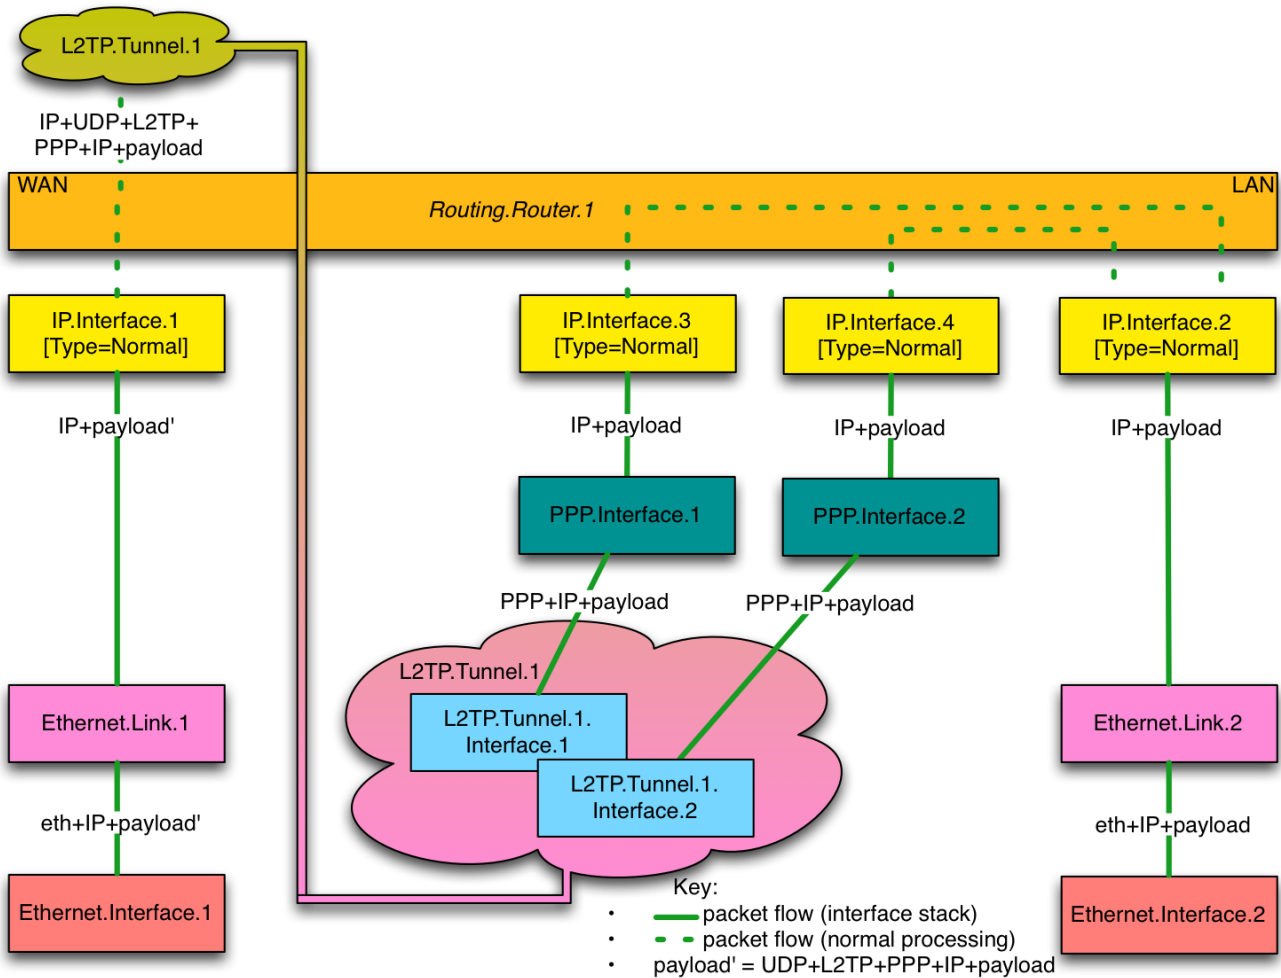 L2TP.Tunnel.1
IP+UDP+L2TP+
PPP+IP+payload
WAN
LAN
Routing.Router.1
IP.Interface.1
[Type=Normal]
IP.Interface.3
[Type=Normal]
IP.Interface.4
[Type=Normal]
IP.Interface.2
[Type=Normal]
IP+payload'
IP+payload
IP+payload
IP+payload
PPP.Interface.1
PPP.Interface.2
PPP+IP+payload
PPP+IP+payload
L2TP.Tunnel.1
L2TP.Tunnel.1.
Interface.1
L2TP.Tunnel.1.
Interface.2
Ethernet.Link.1
Ethernet.Link.2
eth+IP+payload'
eth+IP+payload
Ethernet.Interface.1
Ethernet.Interface.2
Key:
• packet flow (interface stack)
• packet flow (normal processing)
• payload' = UDP+L2TP+PPP+IP+payload